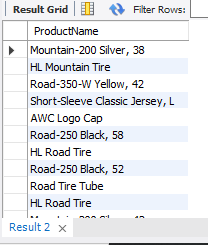 Result Grid Filter Rows:
ProductName
Mountain-200 Silver, 38
HL Mountain Tire
Road-350-W Yellow, 42
Short-Sleeve Classic Jersey, L
AWC Logo Cap
Road-250 Black, 58
HL Road Tire
Road-250 Black, 52
Road Tire Tube
HL Road Tire
Result 2 ×